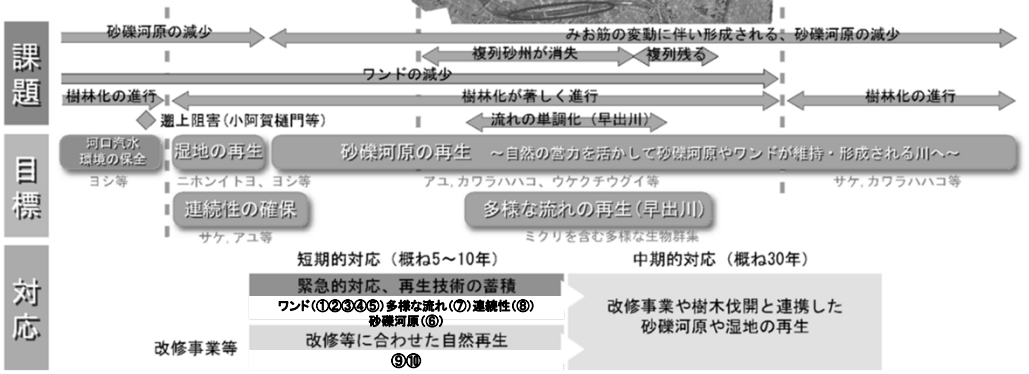 課題
砂礫河原の減少
みお筋の変動に伴い形成される、砂礫河原の減少
複列砂州が消失
複列残る
ワンドの減少
樹林化の進行
樹林化が著しく進行
樹林化の進行
遡上阻害(小阿賀樋門等)
流れの単調化(早出川)
目標
河口汽水
環境の保全
湿地の再生
砂礫河原の再生 ～自然の営力を活かして砂礫河原やワンドが維持・形成される川へ～
ヨシ等
ニホンイトヨ、ヨシ等
アユ,カワラハハコ、ウケクチウグイ等
サケ,カワラハハコ等
連続性の確保
多様な流れの再生(早出川)
サケ,アユ等
ミクリを含む多様な生物群集
対応
短期的対応(概ね5～10年)
中期的対応(概ね30年)
緊急的対応、再生技術の蓄積
ワンド(①②③④⑤)多様な流れ(⑦)連続性(⑧)
砂礫河原(⑥)
改修事業や樹木伐開と連携した
砂礫河原や湿地の再生
改修事業等
改修等に合わせた自然再生
⑨⑩